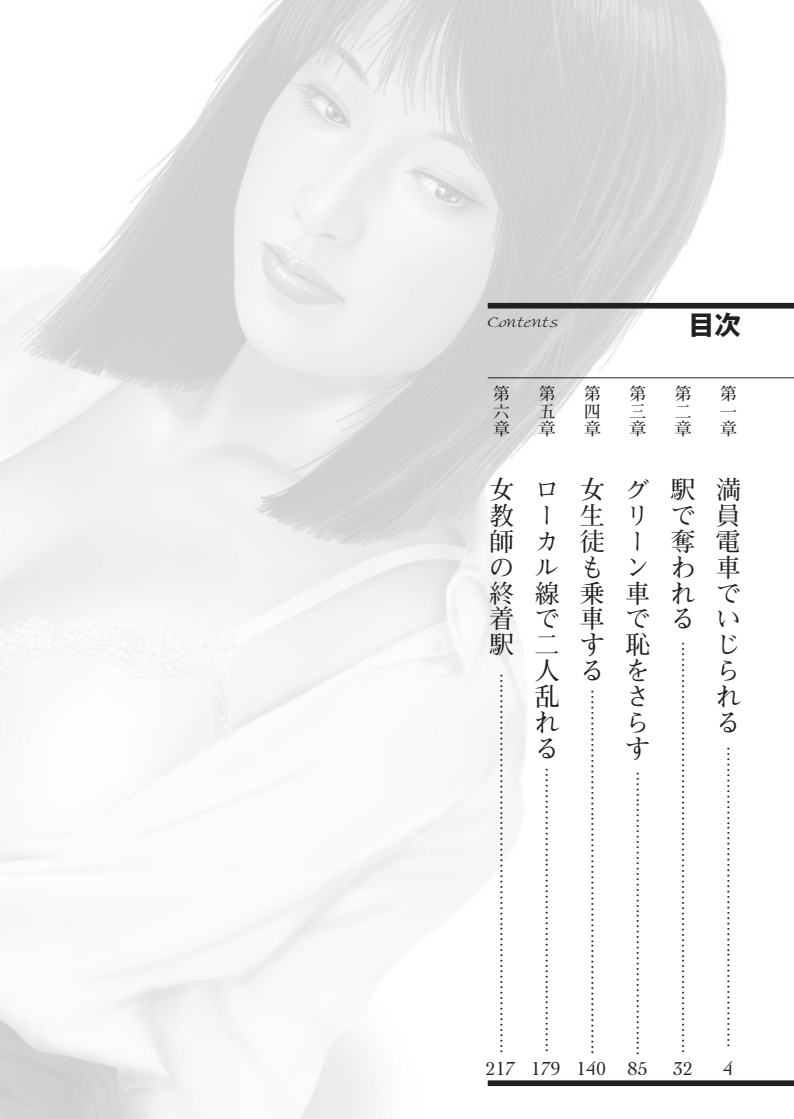 目次
Contents
第一章 満員電車でいじられる 4
第二章 駅で奪われる 32
第三章 グリーン車で恥をさらす 85
第四章 女生徒も乗車する 140
第五章 ローカル線で二人乱れる 179
第六章 女教師の終着駅 217